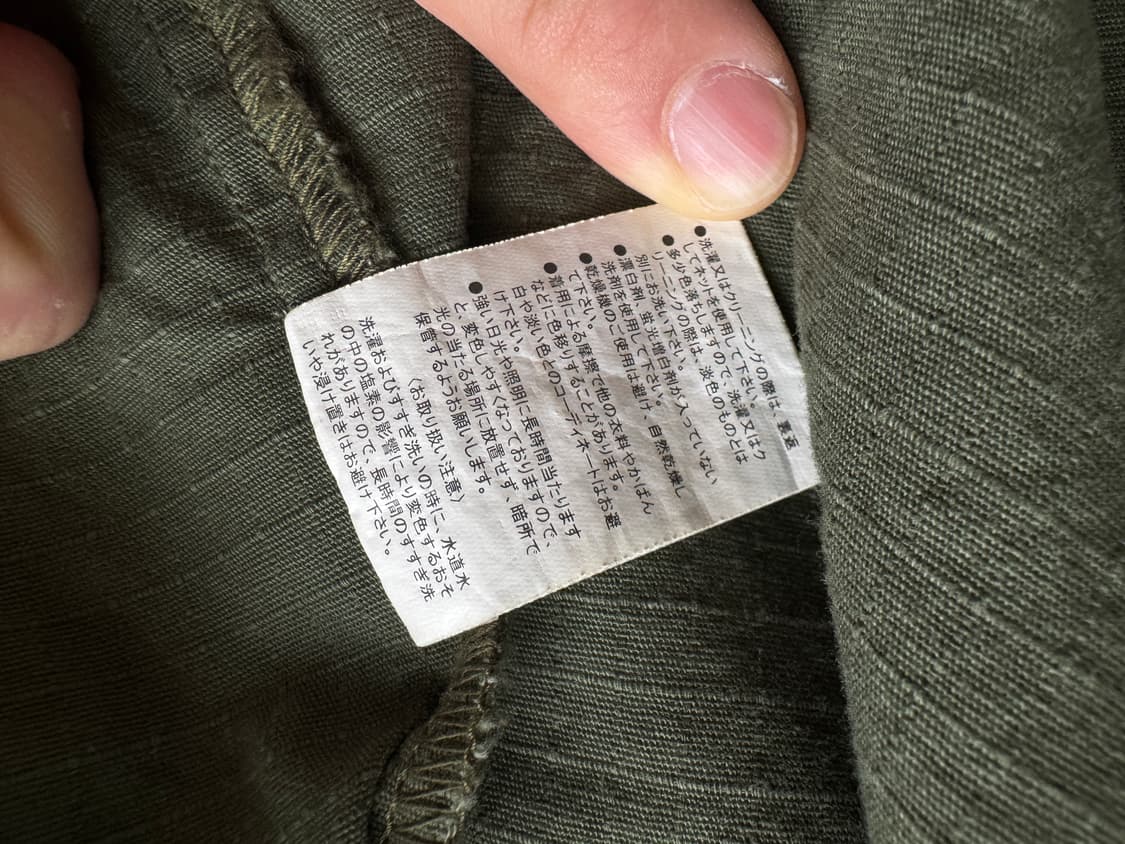 ●洗濯又はクリーニングの際は、裏返
してネットを使用して下さい。
●多少色落ちしますので、洗濯又はク
リーニングの際は、淡色のものとは
別にお洗い下さい。
●漂白剤、蛍光増白剤が入っていない
洗剤を使用して下さい。
●乾燥機のご使用は避け、自然乾燥し
て下さい。
●着用による摩擦で他の衣料やかばん
などに色移りすることがあります。
白や淡い色とのコーディネートはお避
け下さい。
●強い日光や照明に長時間当たります
と、変色しやすくなっておりますので、
光の当たる場所に放置せず、暗所で
保管するようお願いします。
〈お取り扱い注意〉
洗濯およびすすぎ洗いの時に、水道水
の中の塩素の影響により変色するおそ
れがありますので、長時間のすすぎ洗
いや浸け置きはお避け下さい。